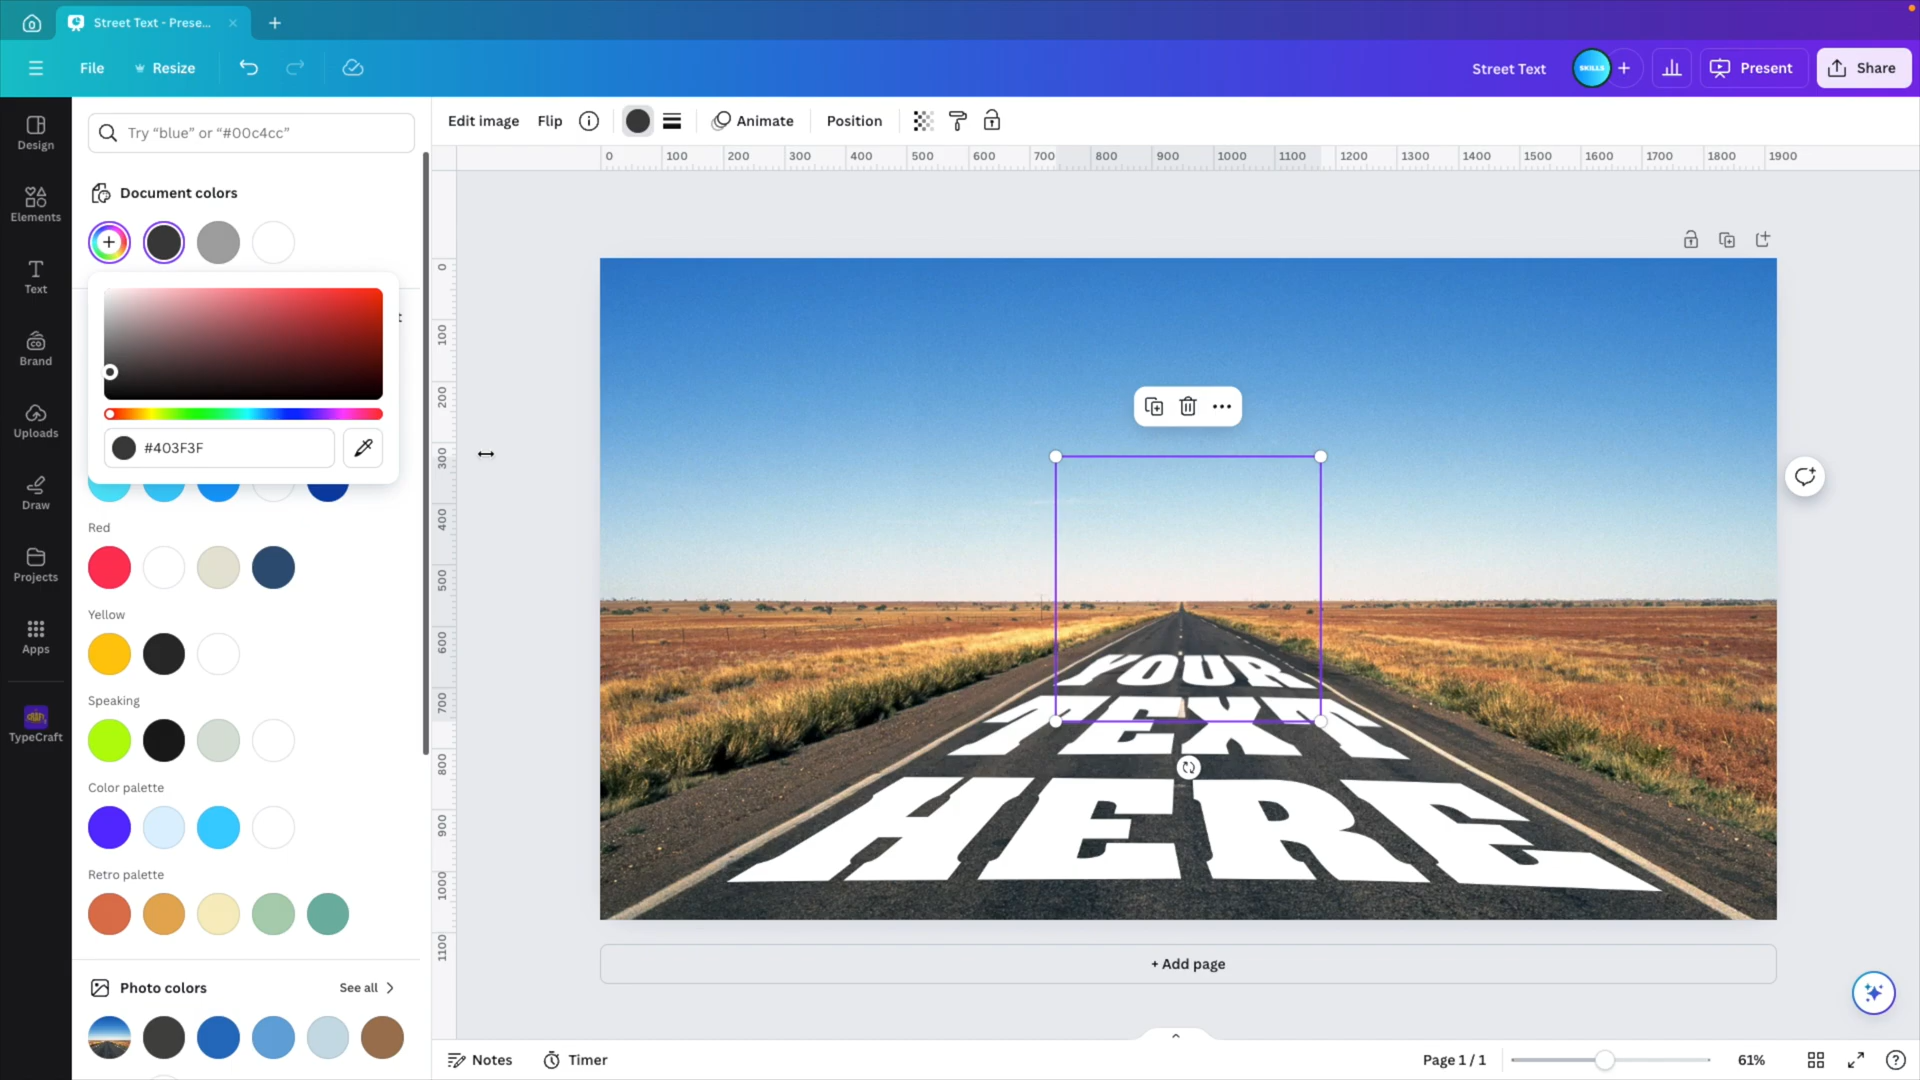 Street Text - Prese...
File
Resize
Street Text
SKILLS
Present
Share
Design
Elements
Text
Brand
Uploads
Draw
Projects
Apps
TypeCraft
Try “blue” or “#00c4cc”
Document colors
#403F3F
Red
Yellow
Speaking
Color palette
Retro palette
Photo colors
See all
Edit image
Flip
Animate
Position
0 100 200 300 400 500 600 700 800 900 1000 1100 1200 1300 1400 1500 1600 1700 1800 1900
0
100
200
300
400
500
600
700
800
900
1000
1100
YOUR
TEXT
HERE
+ Add page
Notes
Timer
Page 1 / 1
61%